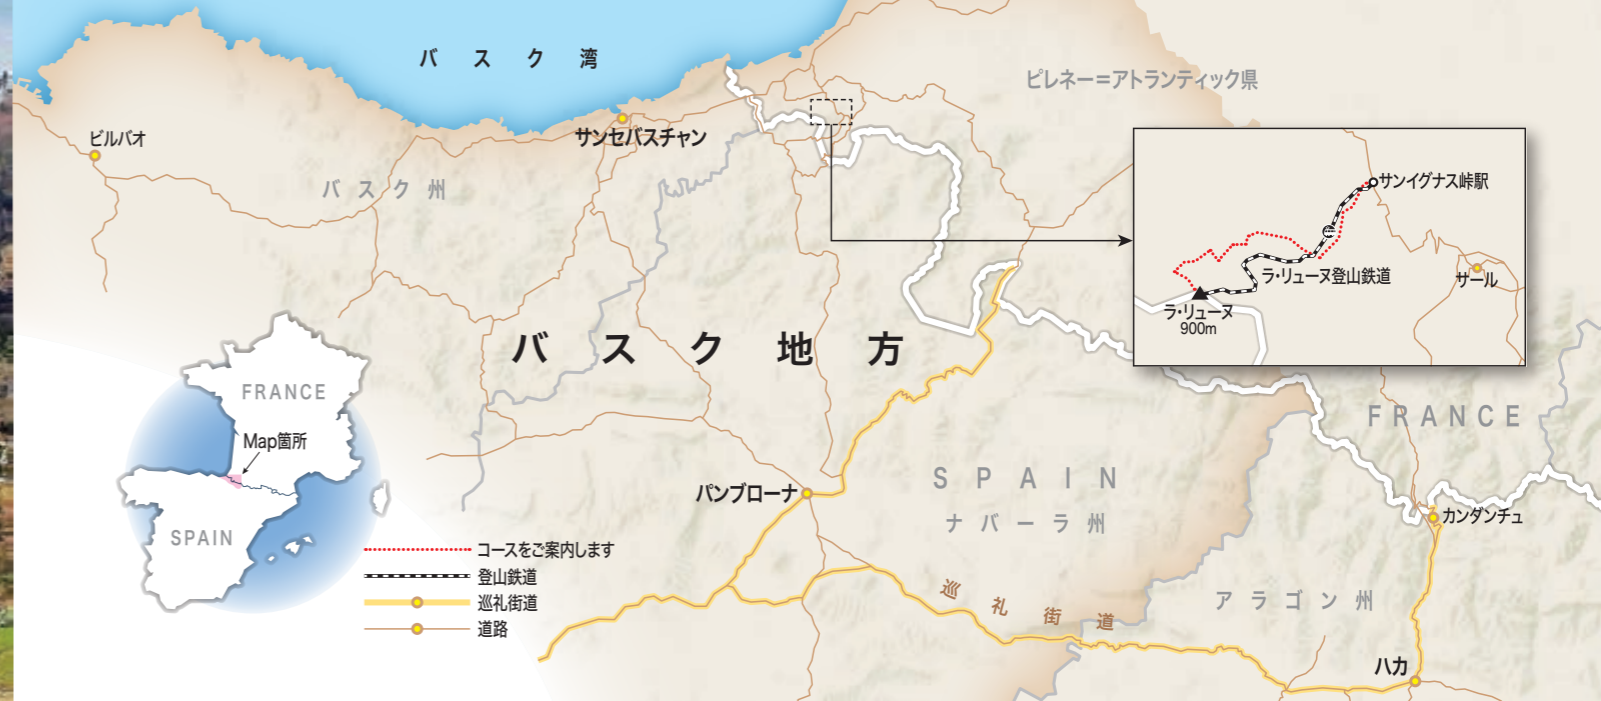 バスク湾
ピレネー＝アトランティック県
ビルバオ
サンセバスチャン
バスク州
サンイグナス峠駅
ラ・リューヌ登山鉄道
サール
ラ・リューヌ
900m
バスク地方
FRANCE
Map箇所
SPAIN
FRANCE
SPAIN
ナバーラ州
パンブローナ
カンダンチュ
コースをご案内します
登山鉄道
巡礼街道
道路
巡礼街道
アラゴン州
ハカ